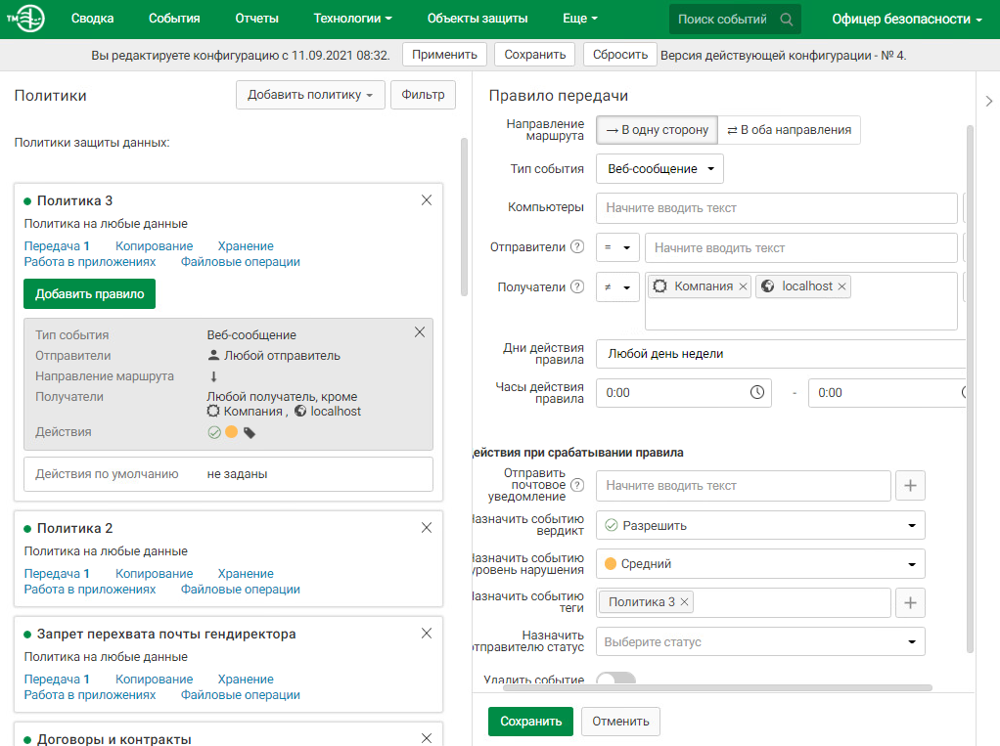 ТМ
Сводка События Отчеты Технологии Объекты защиты Еще Поиск событий Офицер безопасности
Вы редактируете конфигурацию с 11.09.2021 08:32. Применить Сохранить Сбросить Версия действующей конфигурации - № 4.
Политики Добавить политику Фильтр
Политики защиты данных:
Политика 3
Политика на любые данные
Передача 1 Копирование Хранение
Работа в приложениях Файловые операции
Добавить правило
Тип события Веб-сообщение
Отправители Любой отправитель
Направление маршрута ↓
Получатели Любой получатель, кроме
Компания , localhost
Действия
Действия по умолчанию не заданы
Политика 2
Политика на любые данные
Передача 1 Копирование Хранение
Работа в приложениях Файловые операции
Запрет перехвата почты гендиректора
Политика на любые данные
Передача 1 Копирование Хранение
Работа в приложениях Файловые операции
Договоры и контракты
Правило передачи
Направление
маршрута → В одну сторону ⇄ В оба направления
Тип события Веб-сообщение
Компьютеры Начните вводить текст
Отправители ? = Начните вводить текст
Получатели ? ≠ Компания × localhost ×
Дни действия
правила Любой день недели
Часы действия
правила 0:00 - 0:00
действия при срабатывании правила
Отправить
почтовое
уведомление ? Начните вводить текст +
Назначить событию
вердикт Разрешить
Назначить событию
уровень нарушения Средний
Назначить событию
теги Политика 3 × +
Назначить
отправителю статус Выберите статус
Удалить событие
Сохранить Отменить